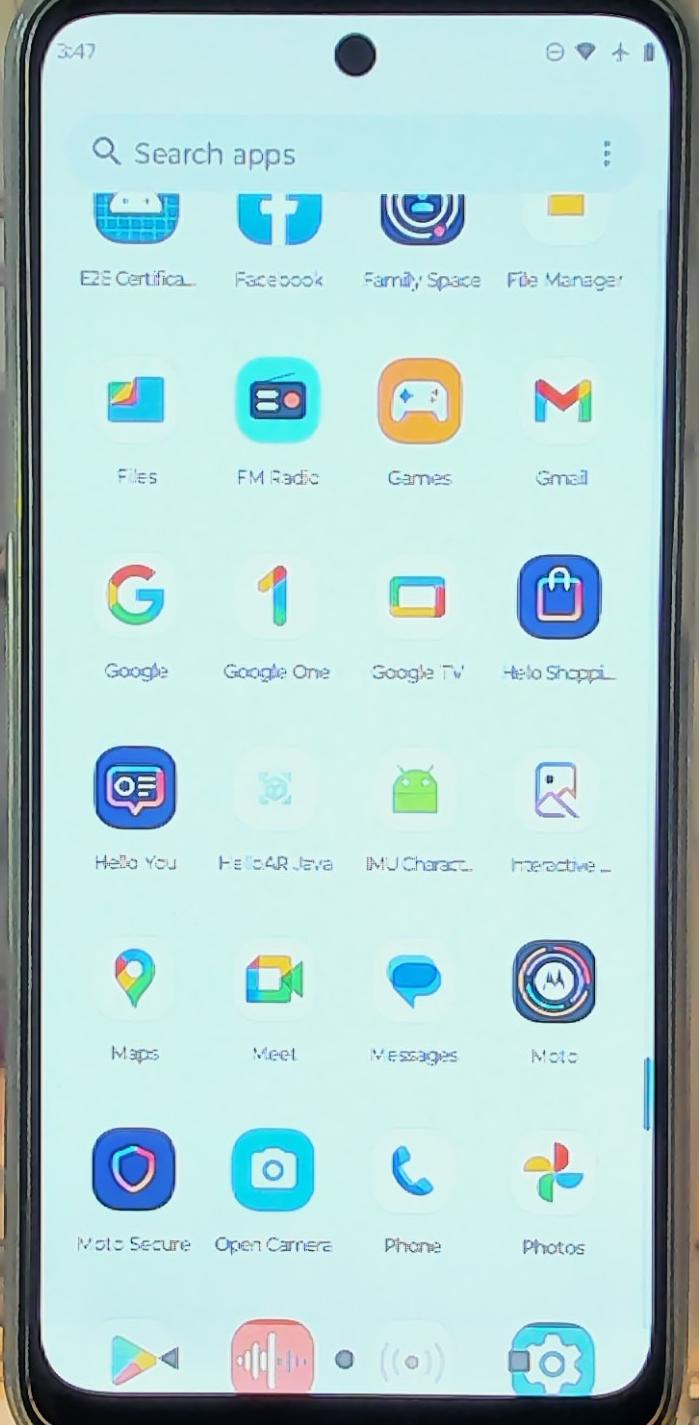 3:47
Search apps
E2E Certifica...
Facebook
Family Space
File Manager
Files
FM Radio
Games
Gmail
Google
Google One
Google TV
Hello Shoppi...
Hello You
HelloAR Java
IMU Charact...
Interactive ...
Maps
Meet
Messages
Moto
Moto Secure
Open Camera
Phone
Photos